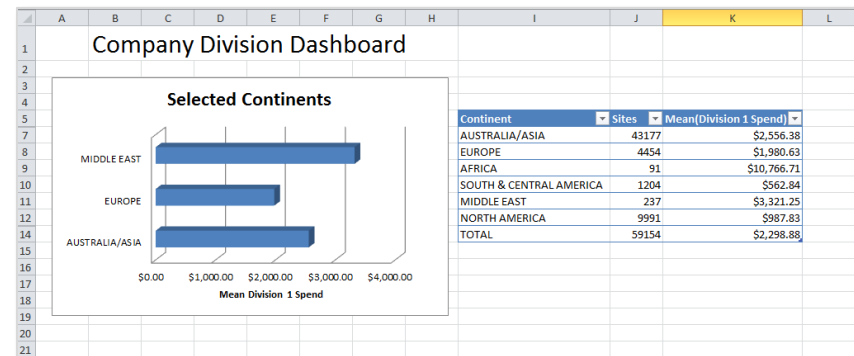 A B C D E F G H I J K L
1 Company Division Dashboard
2
3
4 Selected Continents
5 Continent Sites Mean(Division 1 Spend)
7 AUSTRALIA/ASIA 43177 $2,556.38
8 MIDDLE EAST EUROPE 4454 $1,980.63
9 AFRICA 91 $10,766.71
10 SOUTH & CENTRAL AMERICA 1204 $562.84
11 EUROPE MIDDLE EAST 237 $3,321.25
12 NORTH AMERICA 9991 $987.83
14 AUSTRALIA/ASIA TOTAL 59154 $2,298.88
15
16
17 $0.00 $1,000.00 $2,000.00 $3,000.00 $4,000.00
18 Mean Division 1 Spend
19
20
21